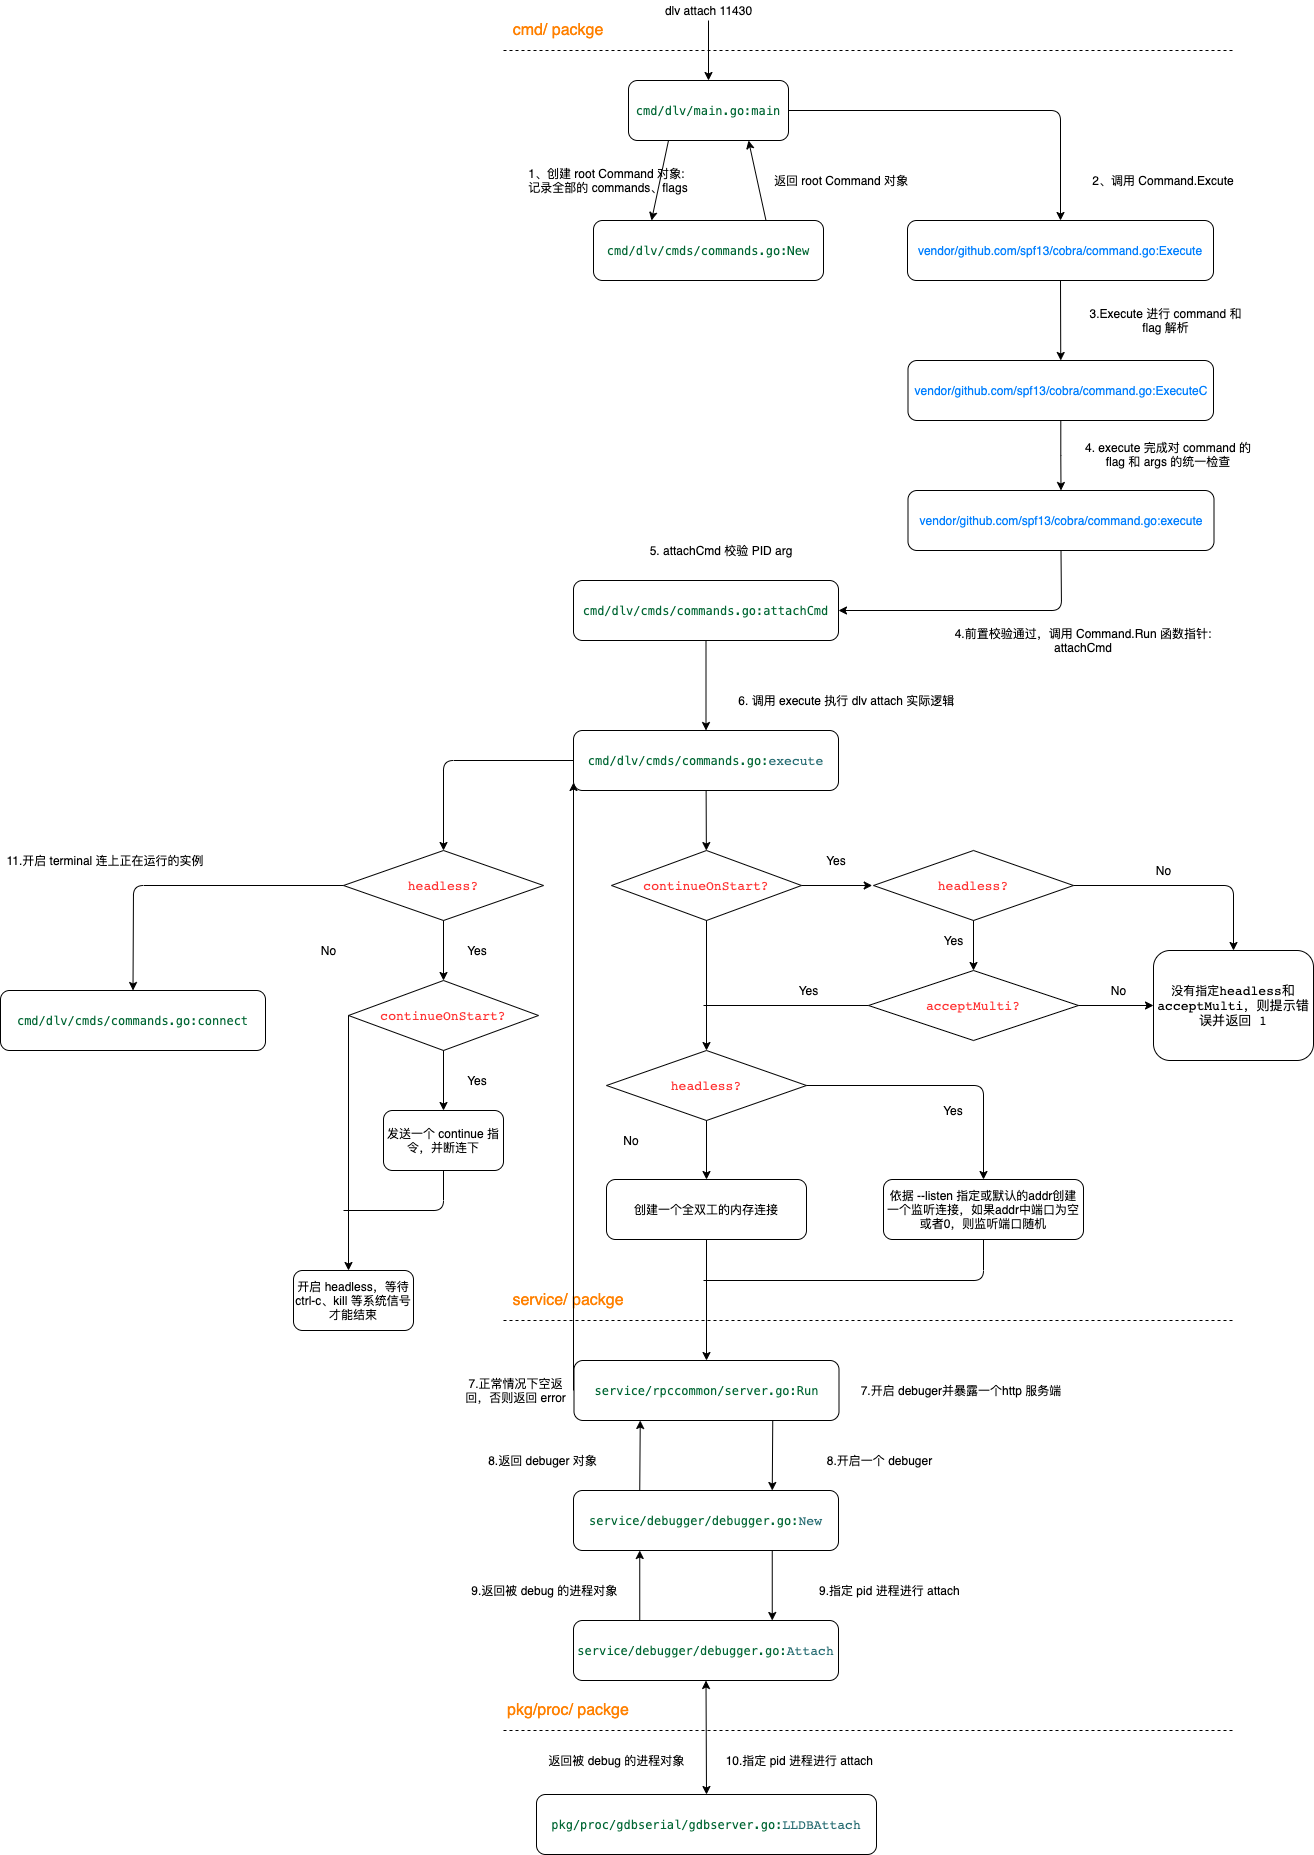 dlv attach 11430
cmd/ packge
cmd/dlv/main.go:main
1、创建 root Command 对象:
记录全部的 commands、flags
返回 root Command 对象
2、调用 Command.Excute
cmd/dlv/cmds/commands.go:New
vendor/github.com/spf13/cobra/command.go:Execute
3.Execute 进行 command 和
flag 解析
vendor/github.com/spf13/cobra/command.go:ExecuteC
4. execute 完成对 command 的
flag 和 args 的统一检查
vendor/github.com/spf13/cobra/command.go:execute
5. attachCmd 校验 PID arg
cmd/dlv/cmds/commands.go:attachCmd
4.前置校验通过，调用 Command.Run 函数指针:
attachCmd
6. 调用 execute 执行 dlv attach 实际逻辑
cmd/dlv/cmds/commands.go:execute
11.开启 terminal 连上正在运行的实例
headless?
continueOnStart?
Yes
headless?
No
No
Yes
Yes
cmd/dlv/cmds/commands.go:connect
continueOnStart?
Yes
acceptMulti?
No
没有指定headless和
acceptMulti，则提示错
误并返回 1
Yes
headless?
Yes
发送一个 continue 指
令，并断连下
No
创建一个全双工的内存连接
依据 --listen 指定或默认的addr创建
一个监听连接，如果addr中端口为空
或者0，则监听端口随机
开启 headless，等待
ctrl-c、kill 等系统信号
才能结束
service/ packge
7.正常情况下空返
回，否则返回 error
service/rpccommon/server.go:Run
7.开启 debuger并暴露一个http 服务端
8.返回 debuger 对象
8.开启一个 debuger
service/debugger/debugger.go:New
9.返回被 debug 的进程对象
9.指定 pid 进程进行 attach
service/debugger/debugger.go:Attach
pkg/proc/ packge
返回被 debug 的进程对象
10.指定 pid 进程进行 attach
pkg/proc/gdbserial/gdbserver.go:LLDBAttach